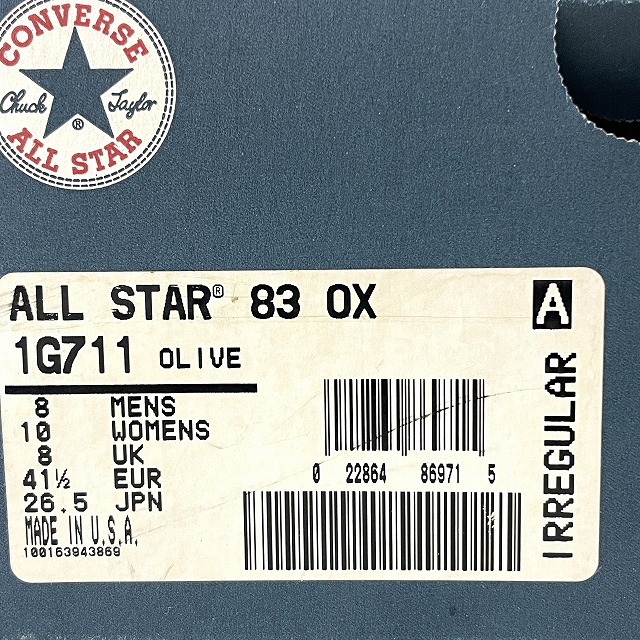 CONVERSE
Chuck Taylor
®
ALL STAR
ALL STAR® 83 OX
A
1G711 OLIVE
8 MENS
10 WOMENS
8 UK
41½ EUR
26.5 JPN
MADE IN U.S.A.
100163943869
0 22864 86971 5
IRREGULAR